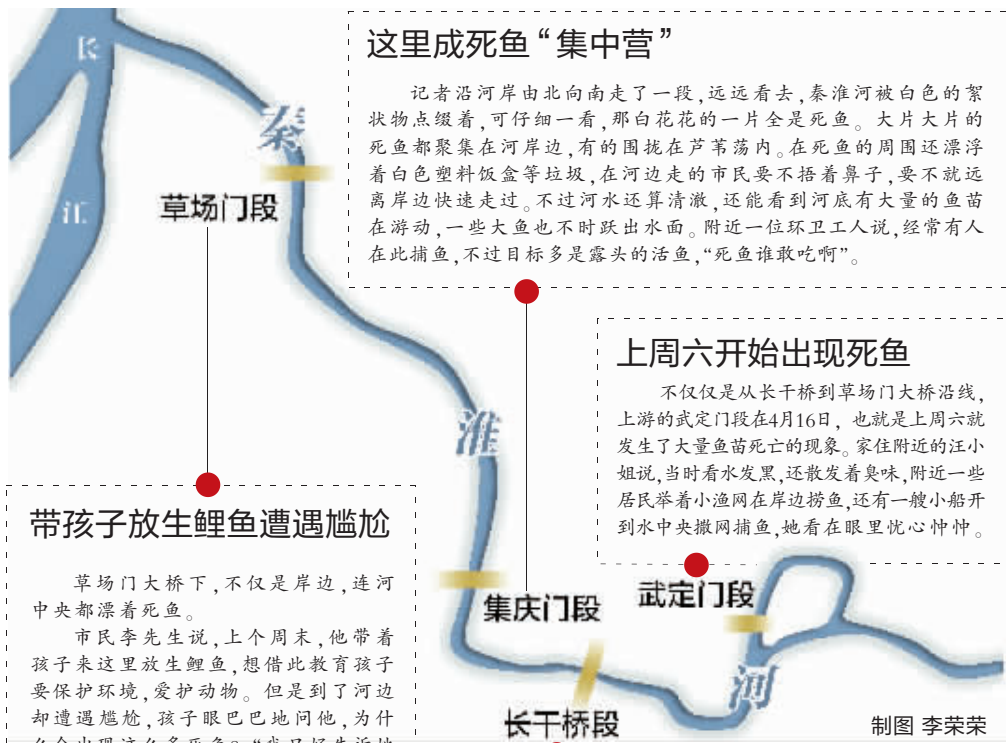 这里成死鱼“集中营”
记者沿河岸由北向南走了一段,远远看去,秦淮河被白色的絮
状物点缀着,可仔细一看,那白花花的一片全是死鱼。大片大片的
死鱼都聚集在河岸边,有的围拢在芦苇荡内。在死鱼的周围还漂浮
着白色塑料饭盒等垃圾,在河边走的市民要不捂着鼻子,要不就远
离岸边快速走过。不过河水还算清澈,还能看到河底有大量的鱼苗
在游动,一些大鱼也不时跃出水面。附近一位环卫工人说,经常有人
在此捕鱼,不过目标多是露头的活鱼,“死鱼谁敢吃啊”。
长
江
秦
淮
河
草场门段
上周六开始出现死鱼
不仅仅是从长干桥到草场门大桥沿线,
上游的武定门段在4月16日,也就是上周六就
发生了大量鱼苗死亡的现象。家住附近的汪小
姐说,当时看水发黑,还散发着臭味,附近一些
居民举着小渔网在岸边捞鱼,还有一艘小船开
到水中央撒网捕鱼,她看在眼里忧心忡忡。
带孩子放生鲤鱼遭遇尴尬
草场门大桥下,不仅是岸边,连河
中央都漂着死鱼。
市民李先生说,上个周末,他带着
孩子来这里放生鲤鱼,想借此教育孩子
要保护环境,爱护动物。但是到了河边
却遭遇尴尬,孩子眼巴巴地问他,为什
集庆门段
武定门段
长干桥段
制图 李荣荣